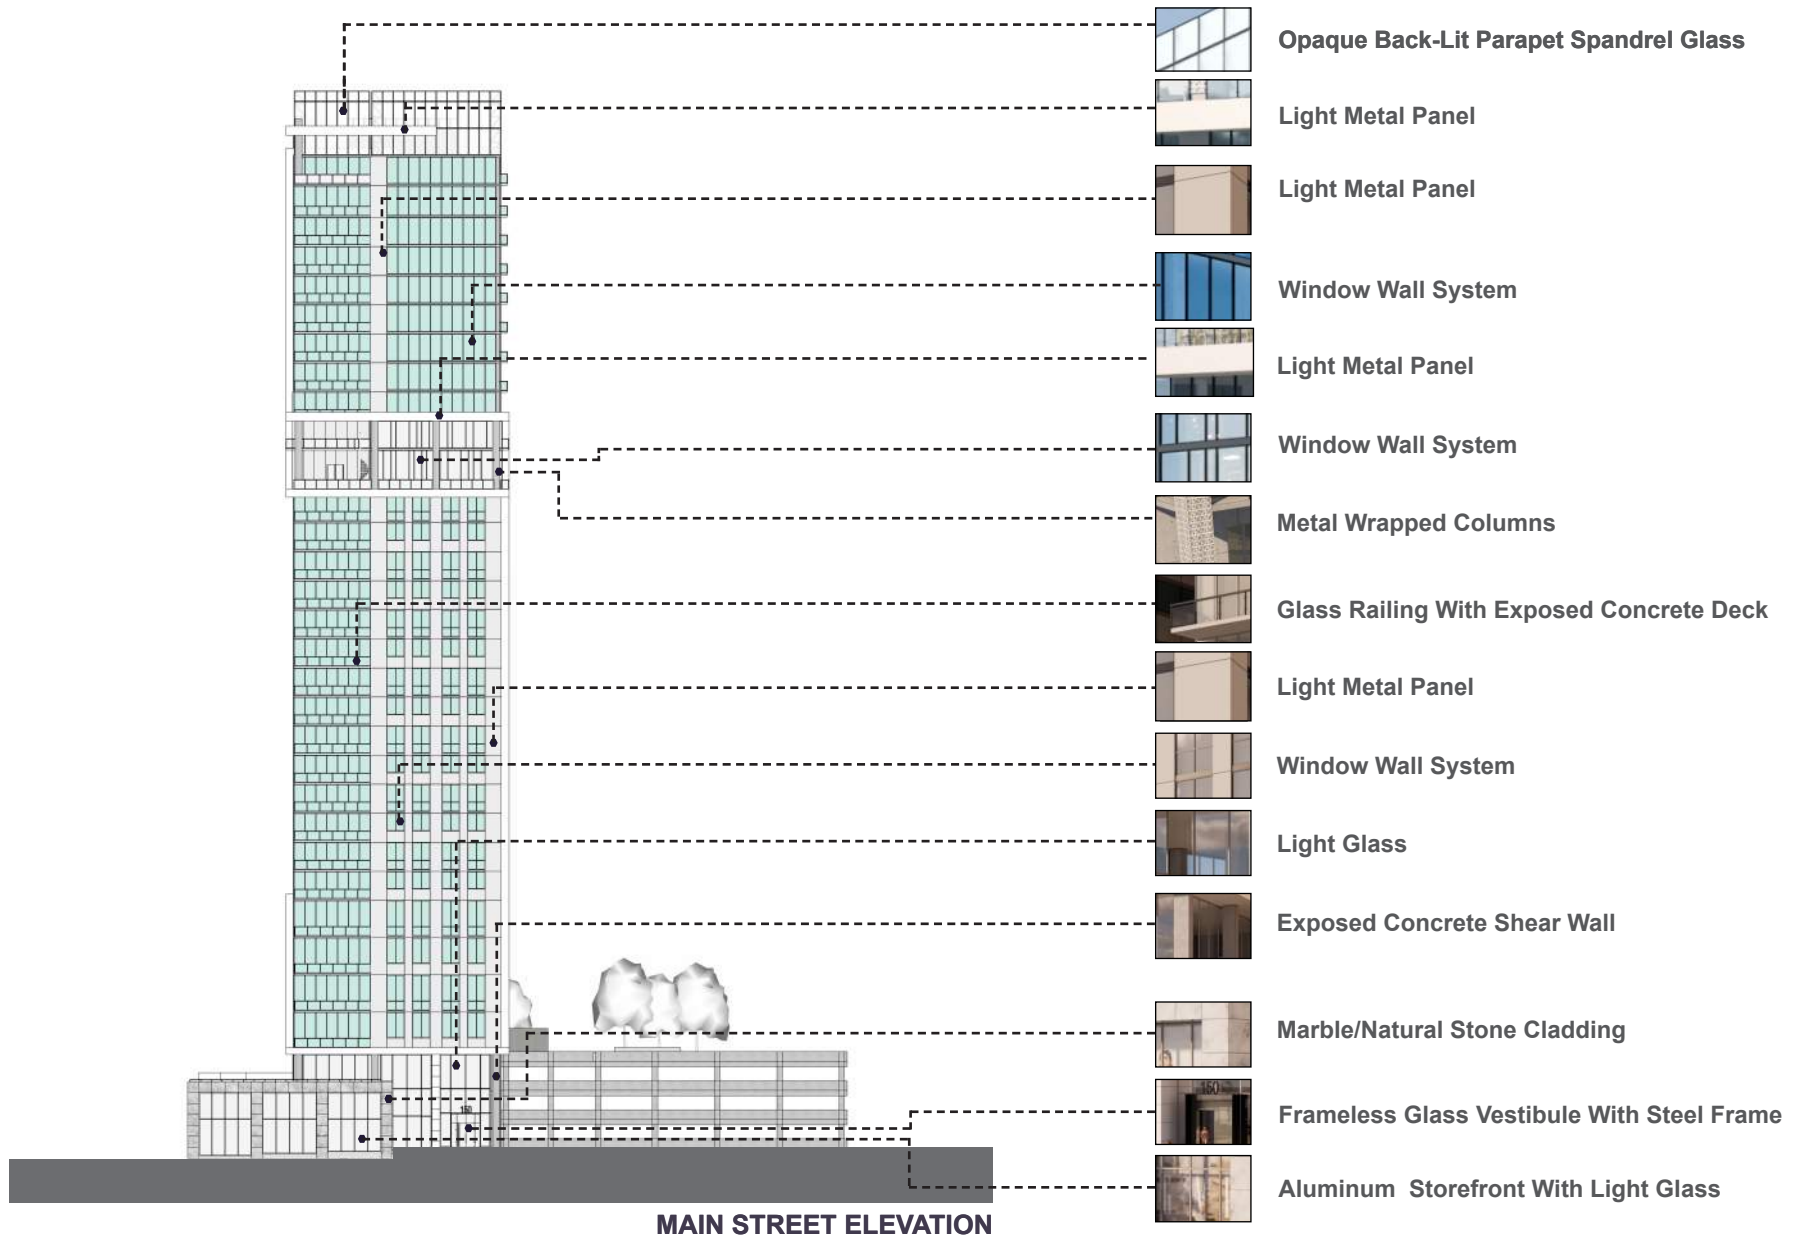 Opaque Back-Lit Parapet Spandrel Glass
Light Metal Panel
Light Metal Panel
Window Wall System
Light Metal Panel
Window Wall System
Metal Wrapped Columns
Glass Railing With Exposed Concrete Deck
Light Metal Panel
Window Wall System
Light Glass
Exposed Concrete Shear Wall
Marble/Natural Stone Cladding
150
150
Frameless Glass Vestibule With Steel Frame
Aluminum Storefront With Light Glass
MAIN STREET ELEVATION